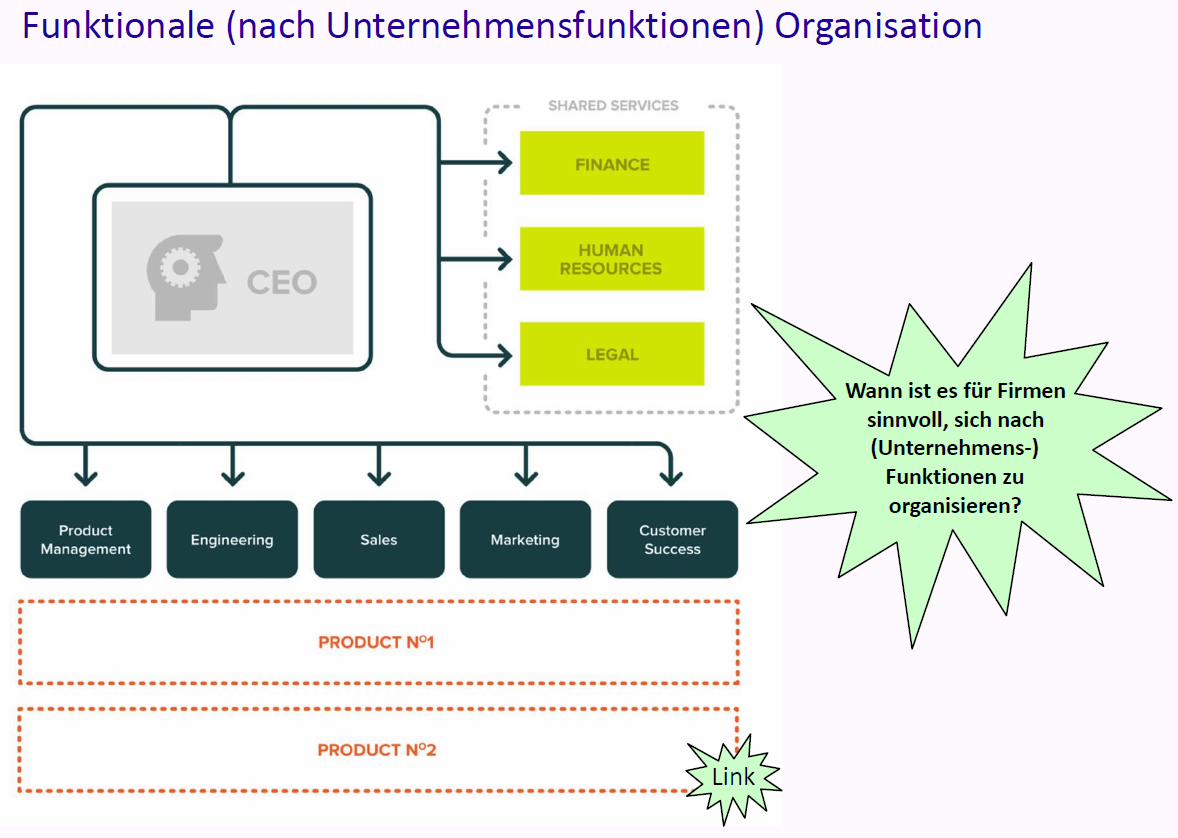 Funktionale (nach Unternehmensfunktionen) Organisation
SHARED SERVICES
FINANCE
HUMAN
RESOURCES
LEGAL
CEO
Wann ist es für Firmen
sinnvoll, sich nach
(Unternehmens-)
Funktionen zu
organisieren?
Product
Management
Engineering
Sales
Marketing
Customer
Success
PRODUCT Nº1
PRODUCT Nº2
Link